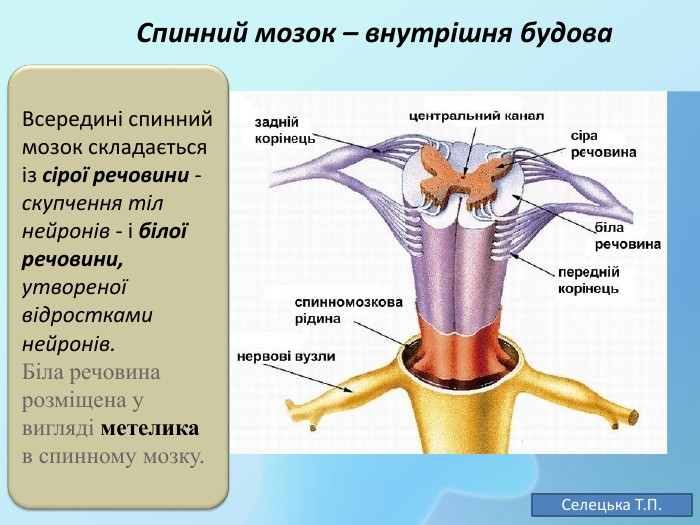 Спинний мозок – внутрішня будова
Всередині спинний
мозок складається
із сірої речовини -
скупчення тіл
нейронів - і білої
речовини,
утвореної
відростками
нейронів.
Біла речовина
розміщена у
вигляді метелика
в спинному мозку.
задній
корінець
центральний канал
сіра
речовина
біла
речовина
передній
корінець
спинномозкова
рідина
нервові вузли
Селецька Т.П.